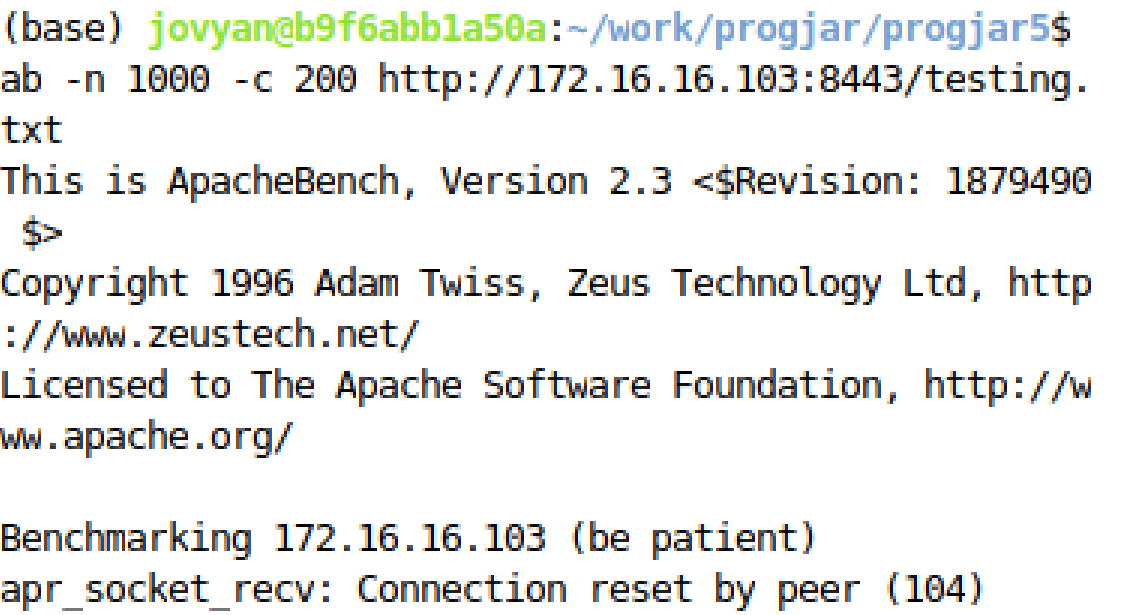 (base) jovyan@b9f6abb1a50a:~/work/progjar/progjar5$
ab -n 1000 -c 200 http://172.16.16.103:8443/testing.
txt
This is ApacheBench, Version 2.3 <$Revision: 1879490
 $>
Copyright 1996 Adam Twiss, Zeus Technology Ltd, http
://www.zeustech.net/
Licensed to The Apache Software Foundation, http://w
ww.apache.org/

Benchmarking 172.16.16.103 (be patient)
apr_socket_recv: Connection reset by peer (104)